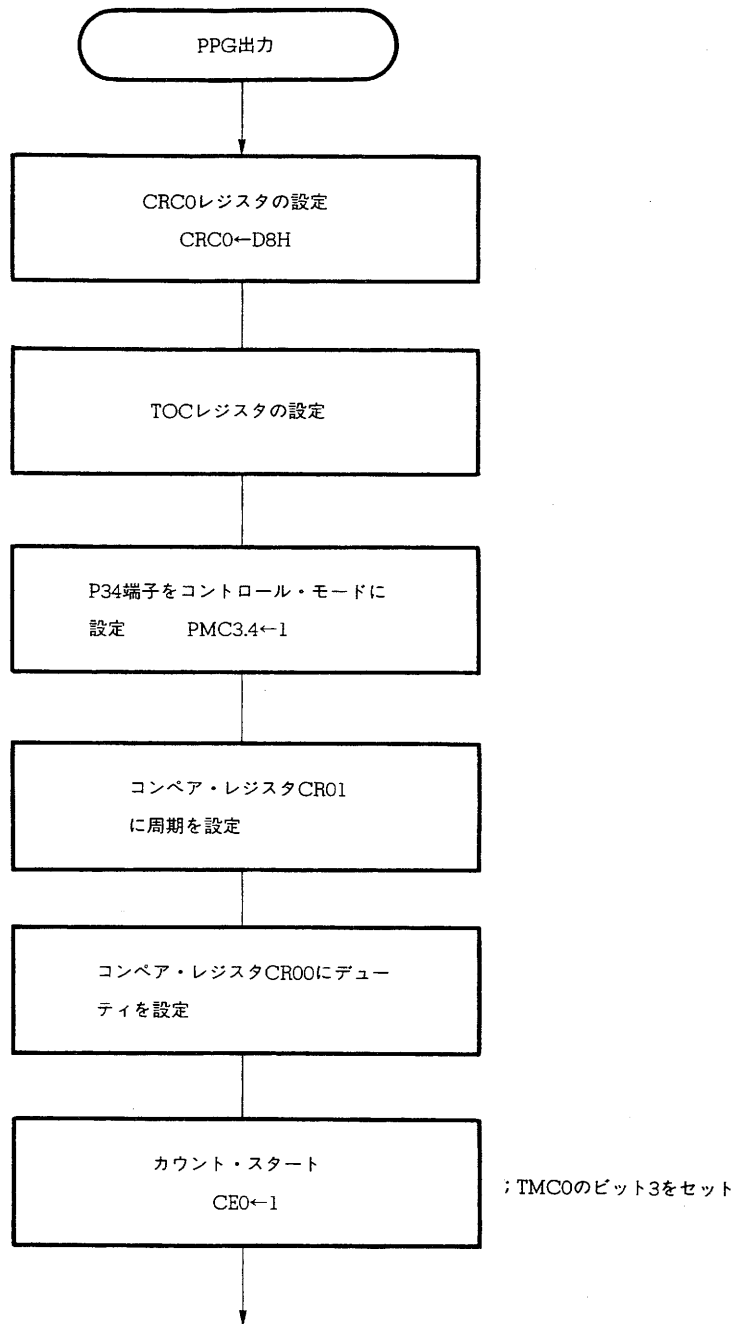 PPG出力
CRC0レジスタの設定
CRC0←D8H
TOCレジスタの設定
P34端子をコントロール・モードに
設定 PMC3.4←1
コンペア・レジスタCR01
に周期を設定
コンペア・レジスタCR00にデュー
ティを設定
カウント・スタート
CE0←1
;TMC0のビット3をセット